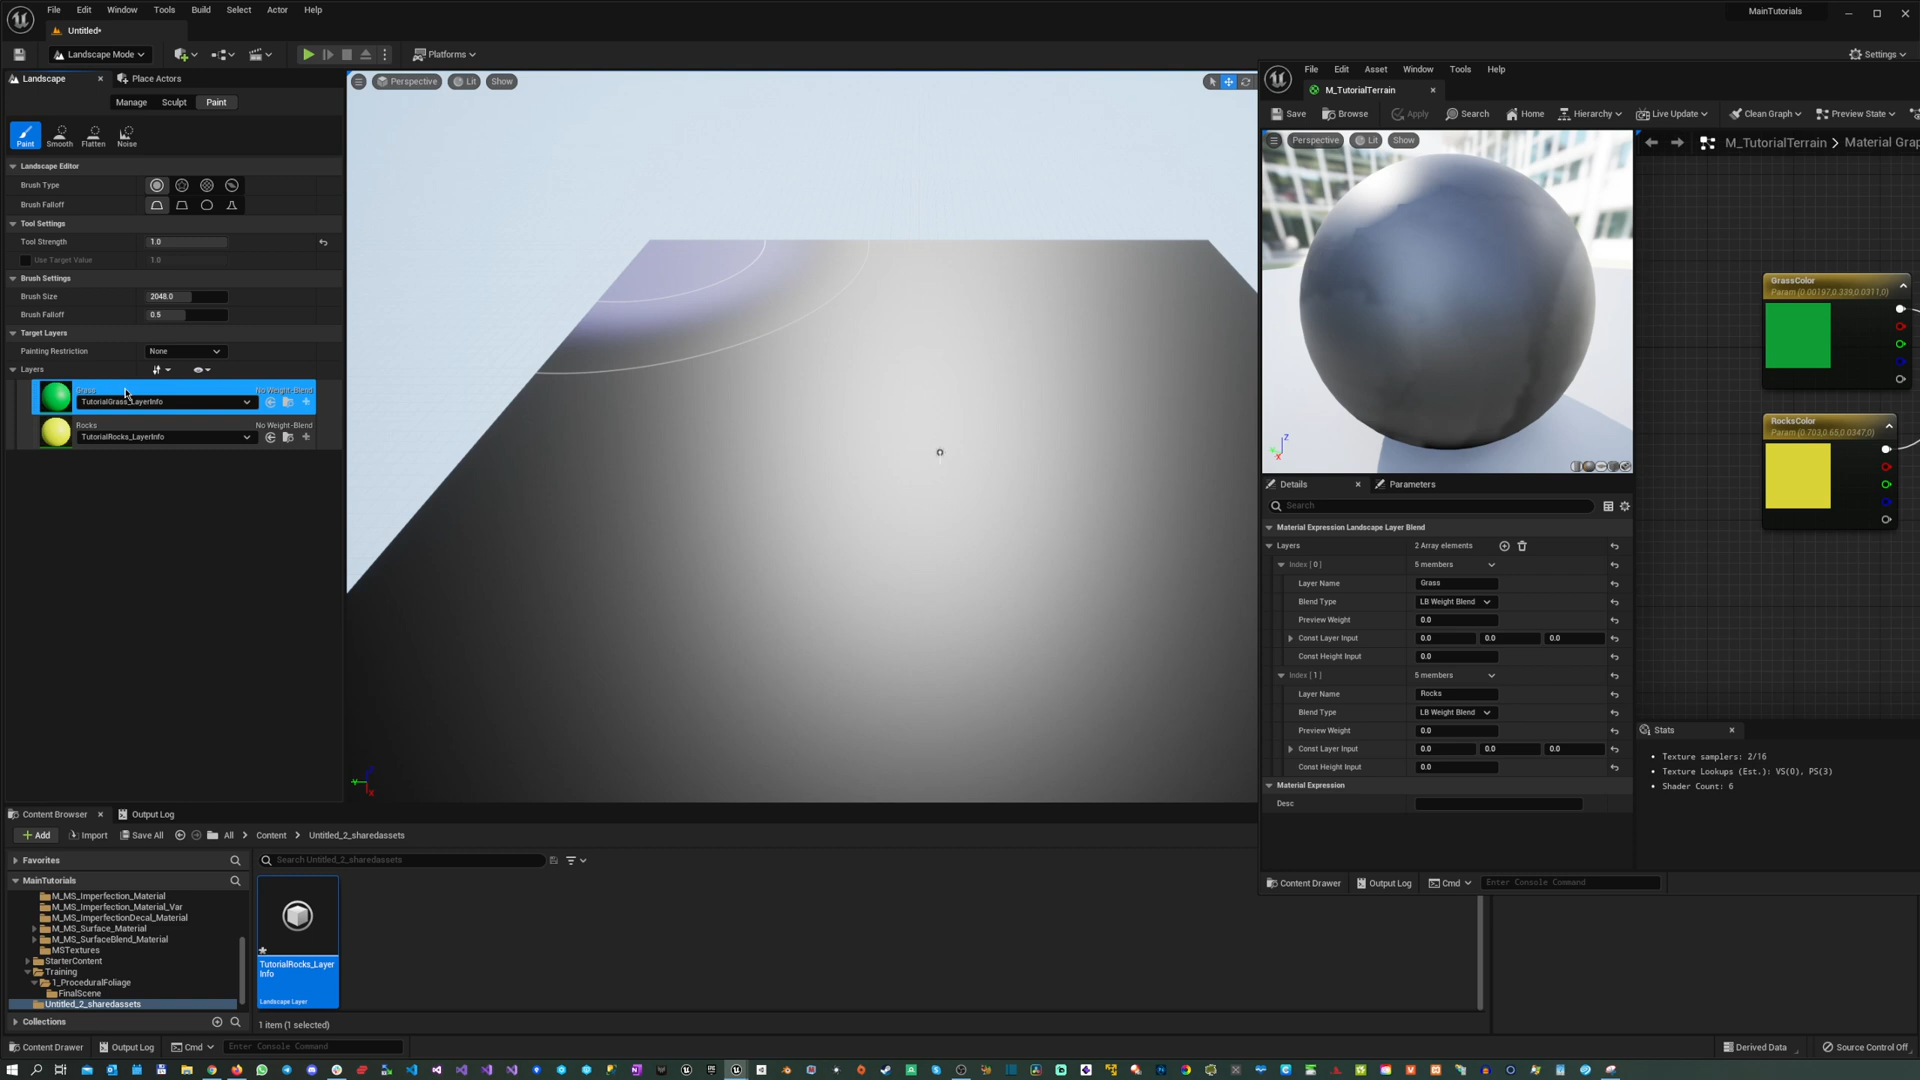 File Edit Window Tools Build Select Actor Help
MainTutorials
Untitled*
Landscape Mode
Platforms
Settings
Landscape
Place Actors
Manage Sculpt Paint
Paint Smooth Flatten Noise
Landscape Editor
Brush Type
Brush Falloff
Tool Settings
Tool Strength 1.0
Use Target Value 1.0
Brush Settings
Brush Size 2048.0
Brush Falloff 0.5
Target Layers
Painting Restriction None
Layers
Grass No Weight-Blend
TutorialGrass_LayerInfo
Rocks No Weight-Blend
TutorialRocks_LayerInfo
Perspective Lit Show
File Edit Asset Window Tools Help
M_TutorialTerrain
Save Browse Apply Search Home Hierarchy Live Update Clean Graph Preview State
Perspective Lit Show
M_TutorialTerrain > Material Grap
GrassColor
Param (0.00197,0.339,0.0311,0)
RocksColor
Param (0.703,0.65,0.0347,0)
Z
X
Details
Parameters
Search
Material Expression Landscape Layer Blend
Layers 2 Array elements
Index [ 0 ] 5 members
Layer Name Grass
Blend Type LB Weight Blend
Preview Weight 0.0
Const Layer Input 0.0 0.0 0.0
Const Height Input 0.0
Index [ 1 ] 5 members
Layer Name Rocks
Blend Type LB Weight Blend
Preview Weight 0.0
Const Layer Input 0.0 0.0 0.0
Const Height Input 0.0
Material Expression
Desc
Stats
Texture samplers: 2/16
Texture Lookups (Est.): VS(0), PS(3)
Shader Count: 6
Content Drawer Output Log Cmd Enter Console Command
Content Browser
Output Log
Add Import Save All All > Content > Untitled_2_sharedassets
Favorites
Search Untitled_2_sharedassets
MainTutorials
M_MS_Imperfection_Material
M_MS_Imperfection_Material_Var
M_MS_ImperfectionDecal_Material
M_MS_Surface_Material
M_MS_SurfaceBlend_Material
MSTextures
StarterContent
Training
1_ProceduralFoliage
FinalScene
Untitled_2_sharedassets
Collections
TutorialRocks_Layer
Info
Landscape Layer
1 item (1 selected)
Content Drawer Output Log Cmd Enter Console Command
Derived Data
Source Control Off